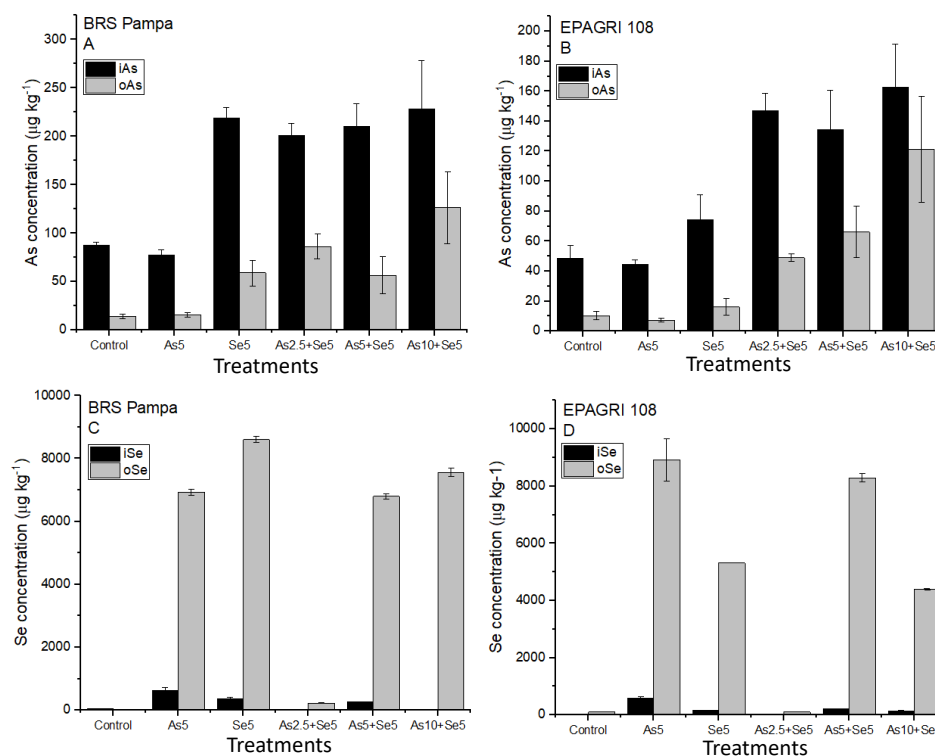 BRS Pampa
A
iAs
oAs
As concentration (µg kg⁻¹)
300
250
200
150
100
50
0
Control As5 Se5 As2.5+Se5 As5+Se5 As10+Se5
Treatments
EPAGRI 108
B
iAs
oAs
As concentration (µg kg⁻¹)
200
180
160
140
120
100
80
60
40
20
0
Control As5 Se5 As2.5+Se5 As5+Se5 As10+Se5
Treatments
BRS Pampa
C
iSe
oSe
Se concentration (µg kg⁻¹)
10000
8000
6000
4000
2000
0
Control As5 Se5 As2.5+Se5 As5+Se5 As10+Se5
Treatments
EPAGRI 108
D
iSe
oSe
Se concentration (µg kg-1)
10000
8000
6000
4000
2000
0
Control As5 Se5 As2.5+Se5 As5+Se5 As10+Se
Treatments